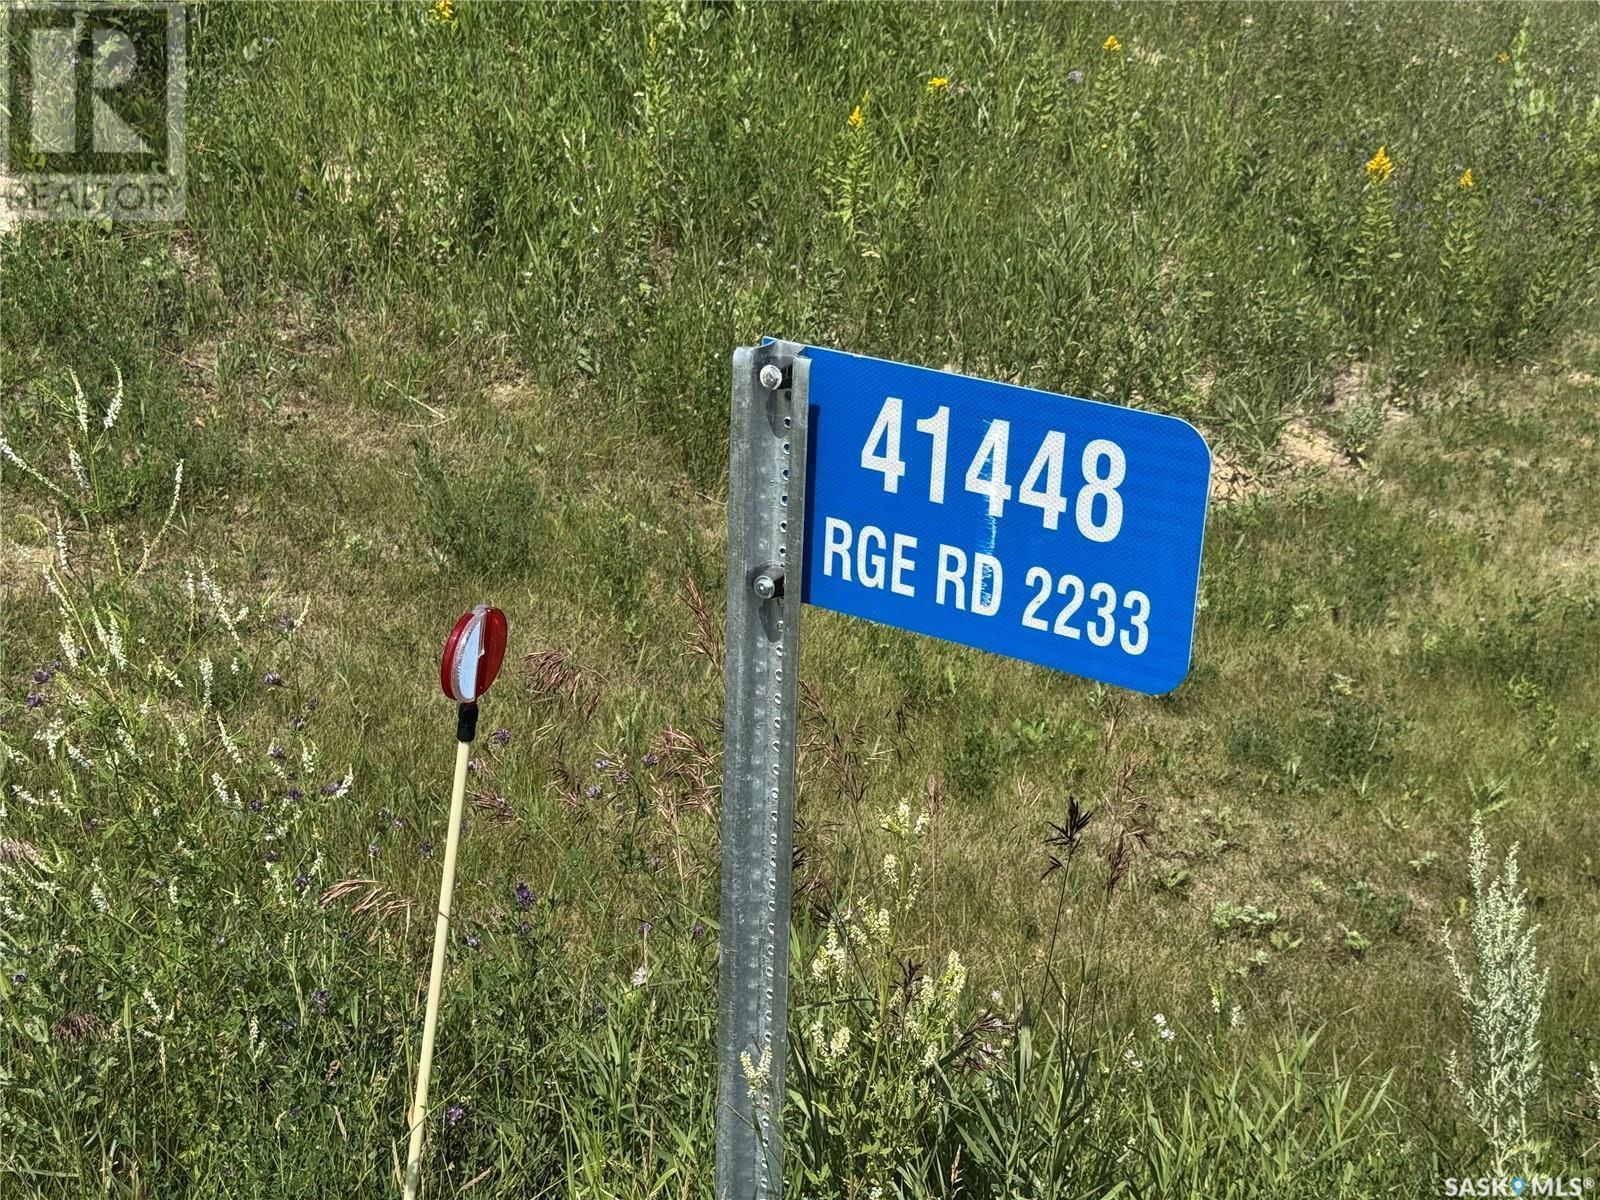 R
REALTOR®
41448
RGE RD 2233
SASK MLS®